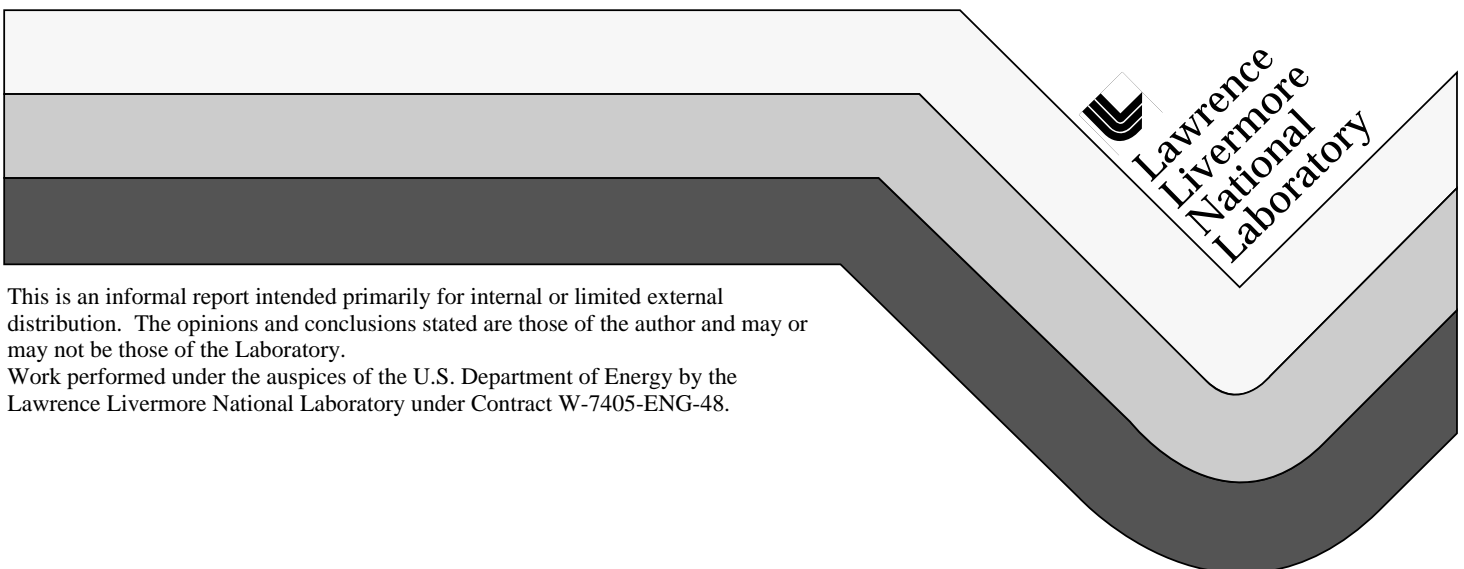 Lawrence
Livermore
National
Laboratory
This is an informal report intended primarily for internal or limited external
distribution.  The opinions and conclusions stated are those of the author and may or
may not be those of the Laboratory.
Work performed under the auspices of the U.S. Department of Energy by the
Lawrence Livermore National Laboratory under Contract W-7405-ENG-48.